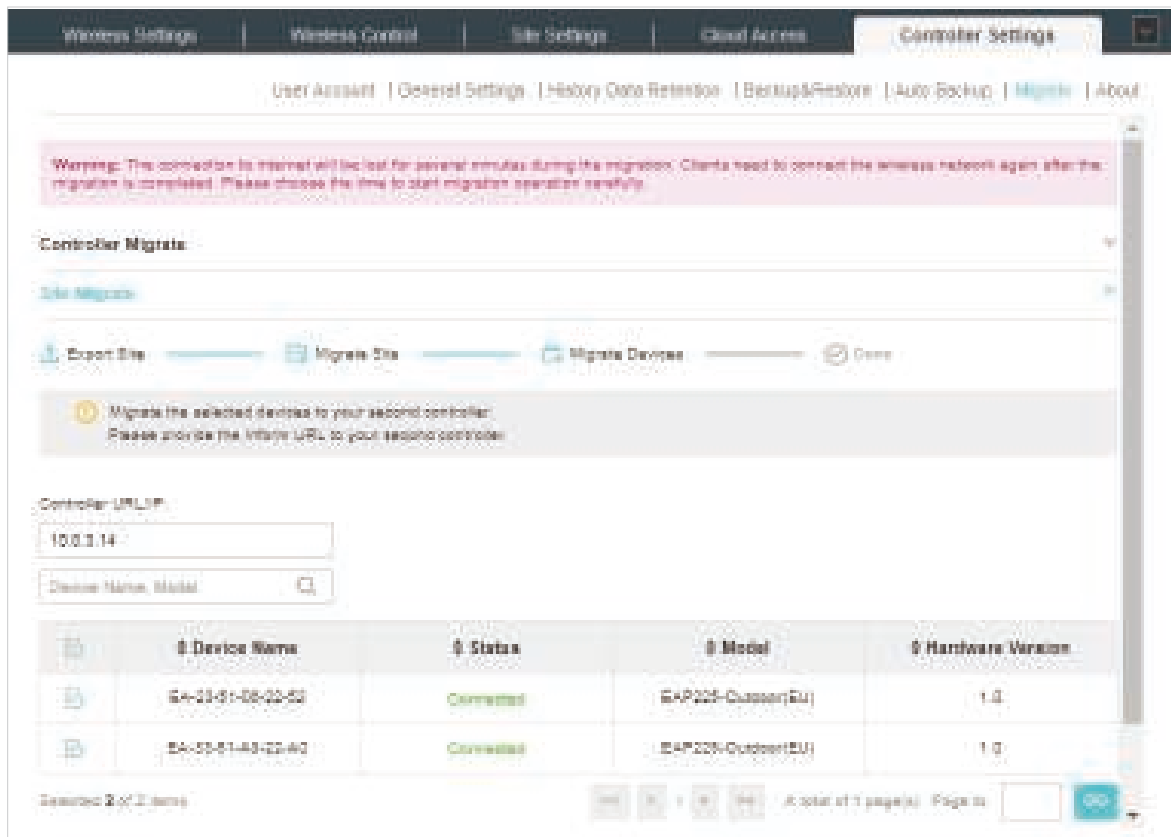 Wireless Settings | Wireless Control | Site Settings | Cloud Access | Controller Settings
User Account | General Settings | History Data Retention | Backup&Restore | Auto Backup | Migrate | About
Warning: The connection to internet will be lost for several minutes during the migration. Clients need to connect the wireless network again after the
migration is completed. Please choose the time to start migration operation carefully.
Controller Migrate
Site Migrate
Export Site Migrate Site Migrate Devices Done
Migrate the selected devices to your second controller.
Please provide the Inform URL to your second controller.
Controller URL/IP:
Device Name, Model
Device Name Status Model Hardware Version
Connected EAP225-Outdoor(EU) 1.0
Connected EAP225-Outdoor(EU) 1.0
Selected 2 of 2 items A total of 1 page(s) Page to GO